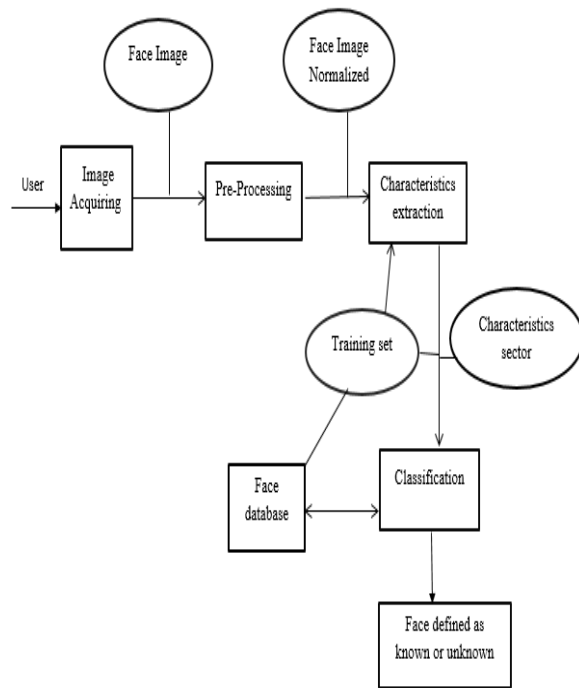 Face Image
Face Image
Normalized
User
Image
Acquiring
Pre-Processing
Characteristics
extraction
Training set
Characteristics
sector
Face
database
Classification
Face defined as
known or unknown